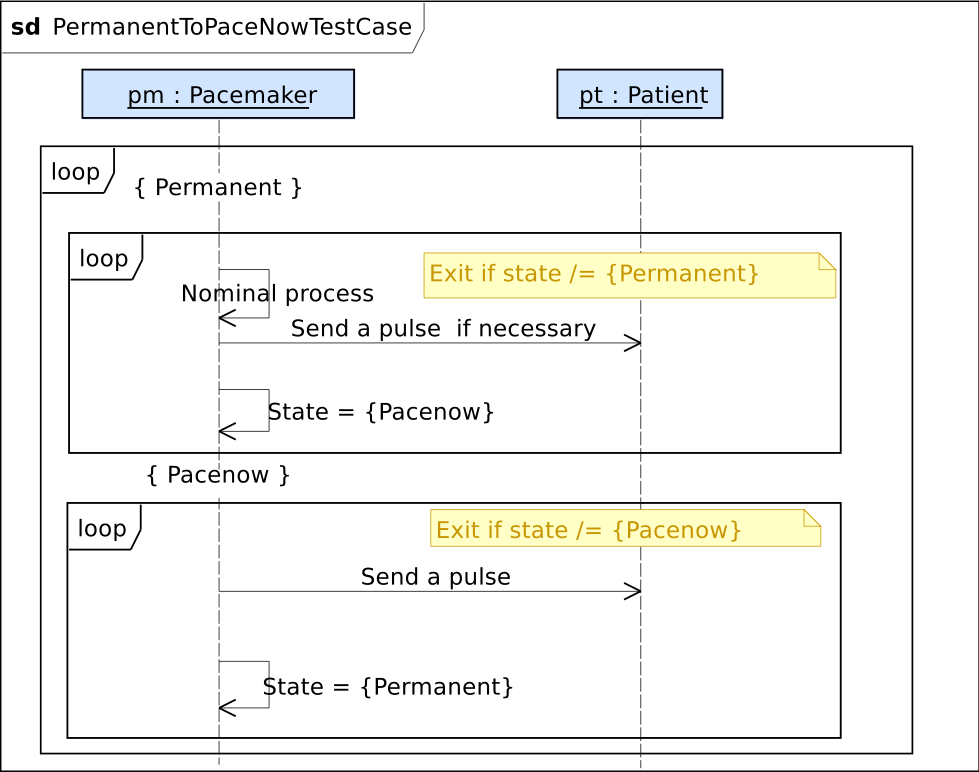 sd PermanentToPaceNowTestCase
pm : Pacemaker
pt : Patient
loop
{ Permanent }
loop
Exit if state /= {Permanent}
Nominal process
Send a pulse  if necessary
State = {Pacenow}
{ Pacenow }
loop
Exit if state /= {Pacenow}
Send a pulse
State = {Permanent}